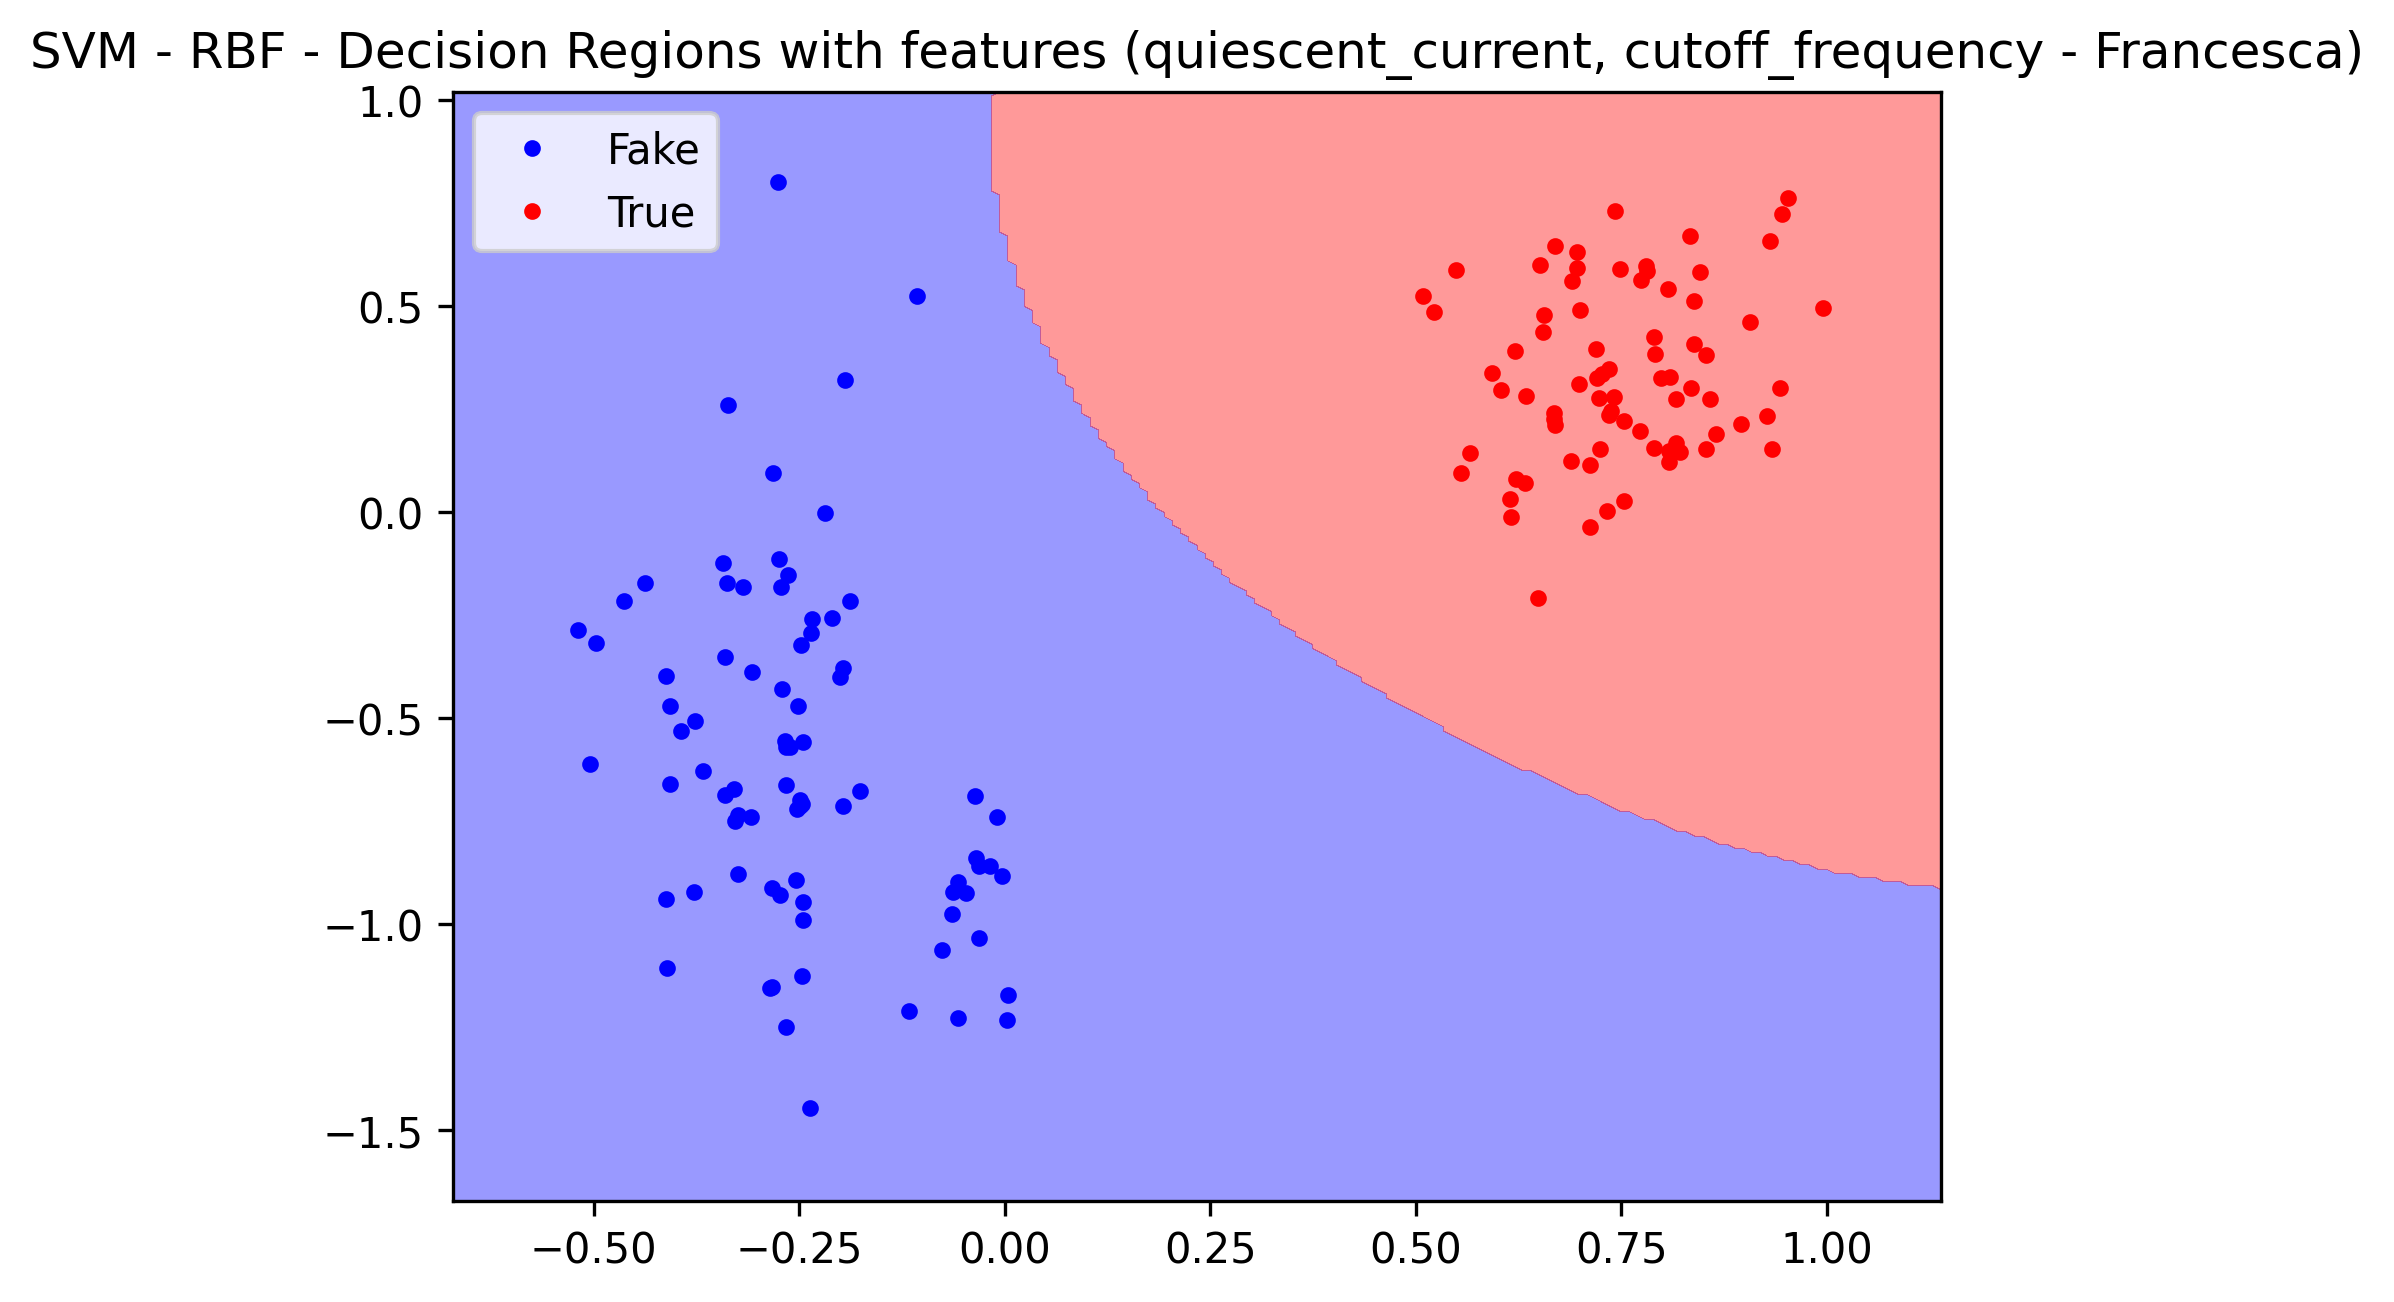 SVM - RBF - Decision Regions with features (quiescent_current, cutoff_frequency - Francesca)
Fake
True
1.0
0.5
0.0
−0.5
−1.0
−1.5
−0.50 −0.25 0.00 0.25 0.50 0.75 1.00